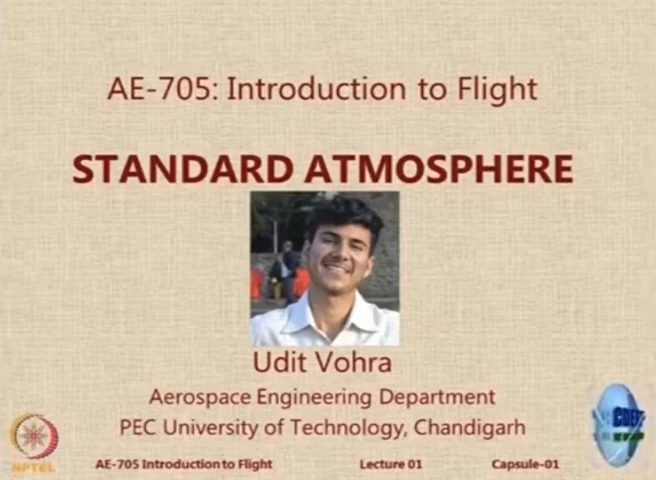 AE-705: Introduction to Flight
STANDARD ATMOSPHERE
Udit Vohra
Aerospace Engineering Department
PEC University of Technology, Chandigarh
NPTEL
AE-705 Introduction to Flight Lecture 01 Capsule-01